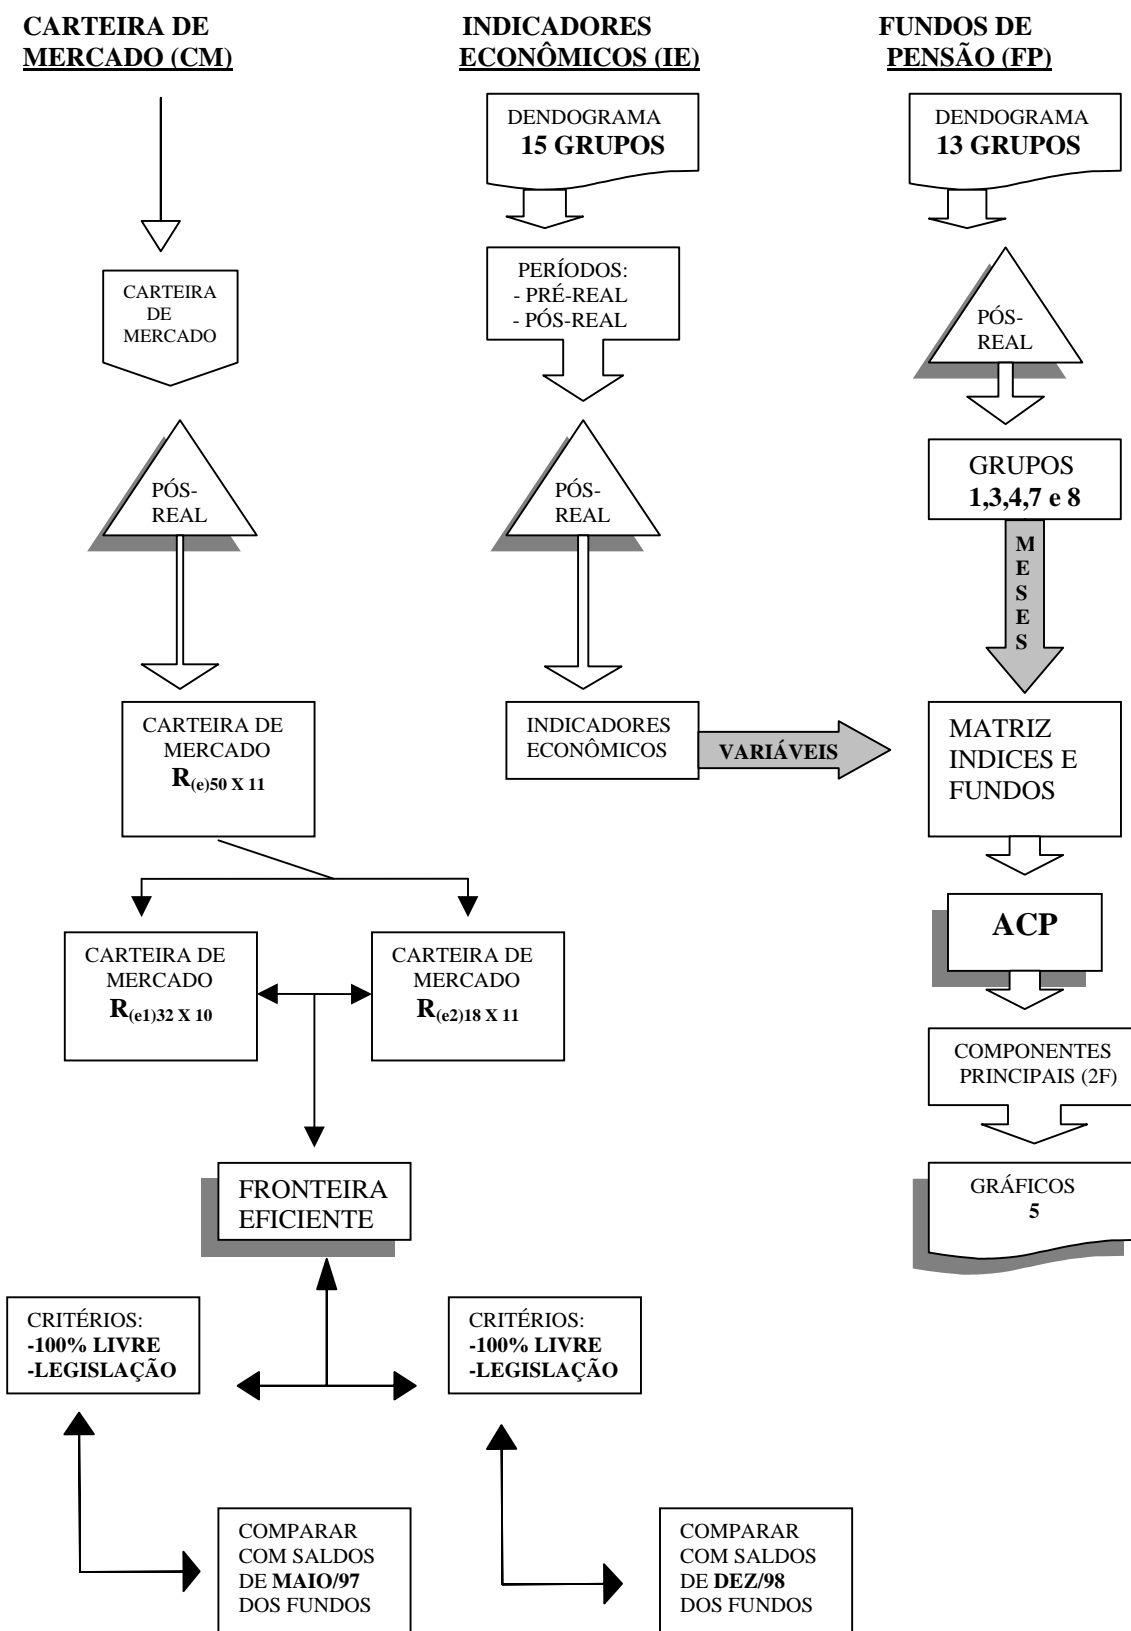 CARTEIRA DE
MERCADO (CM)
INDICADORES
ECONÔMICOS (IE)
FUNDOS DE
PENSÃO (FP)
DENDOGRAMA
15 GRUPOS
DENDOGRAMA
13 GRUPOS
CARTEIRA
DE
MERCADO
PERÍODOS:
- PRÉ-REAL
- PÓS-REAL
PÓS-
REAL
GRUPOS
1,3,4,7 e 8
PÓS-
REAL
PÓS-
REAL
M
E
S
E
S
CARTEIRA DE
MERCADO
R(e)50 X 11
INDICADORES
ECONÔMICOS
VARIÁVEIS
MATRIZ
INDICES E
FUNDOS
ACP
CARTEIRA DE
MERCADO
R(e1)32 X 10
CARTEIRA DE
MERCADO
R(e2)18 X 11
COMPONENTES
PRINCIPAIS (2F)
FRONTEIRA
EFICIENTE
GRÁFICOS
5
CRITÉRIOS:
-100% LIVRE
-LEGISLAÇÃO
CRITÉRIOS:
-100% LIVRE
-LEGISLAÇÃO
COMPARAR
COM SALDOS
DE MAIO/97
DOS FUNDOS
COMPARAR
COM SALDOS
DE DEZ/98
DOS FUNDOS